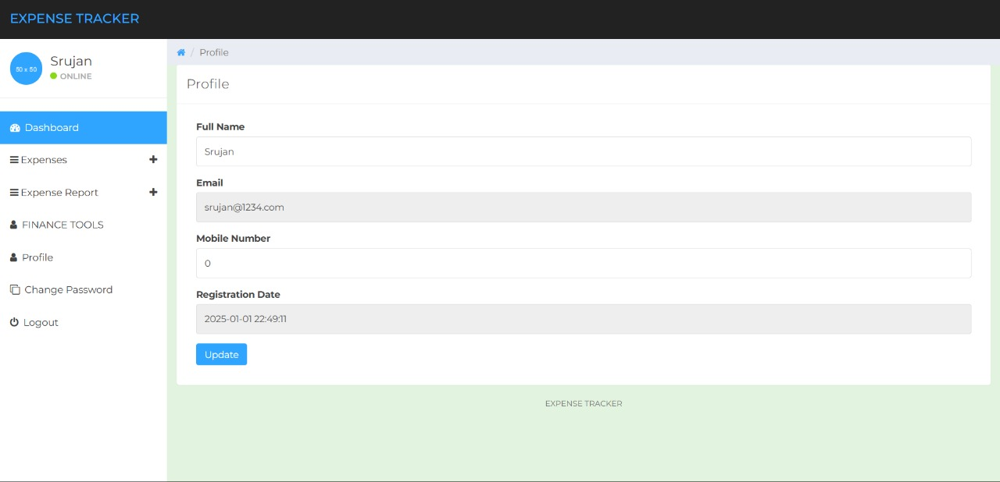 EXPENSE TRACKER
50 x 50
Srujan
ONLINE
Dashboard
Expenses
Expense Report
FINANCE TOOLS
Profile
Change Password
Logout
/ Profile
Profile
Full Name
Srujan
Email
srujan@1234.com
Mobile Number
0
Registration Date
2025-01-01 22:49:11
Update
EXPENSE TRACKER